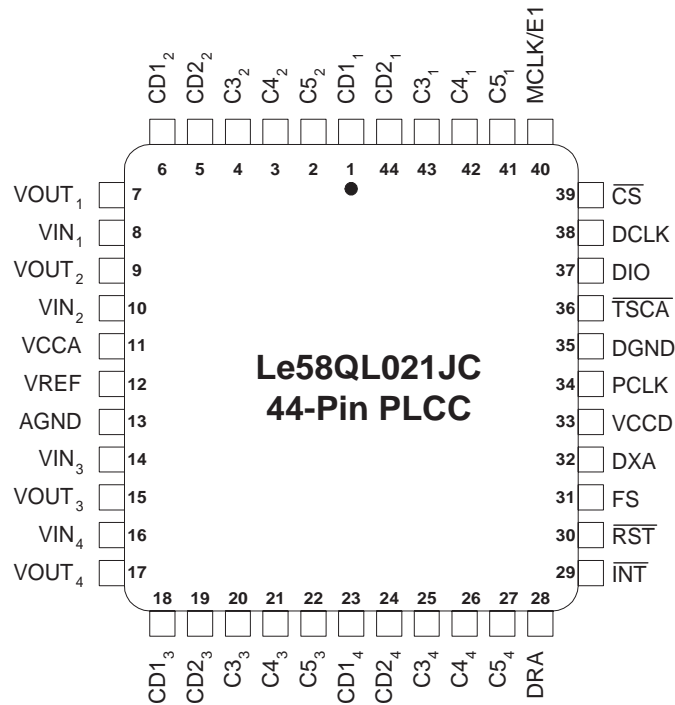 CD1₂ CD2₂ C3₂ C4₂ C5₂ CD1₁ CD2₁ C3₁ C4₁ C5₁ MCLK/E1
6 5 4 3 2 1 44 43 42 41 40
VOUT₁ 7
VIN₁ 8
VOUT₂ 9
VIN₂ 10
VCCA 11
VREF 12
AGND 13
VIN₃ 14
VOUT₃ 15
VIN₄ 16
VOUT₄ 17
Le58QL021JC
44-Pin PLCC
39 C̅S̅
38 DCLK
37 DIO
36 T̅S̅C̅A̅
35 DGND
34 PCLK
33 VCCD
32 DXA
31 FS
30 R̅S̅T̅
29 I̅N̅T̅
18 19 20 21 22 23 24 25 26 27 28
CD1₃ CD2₃ C3₃ C4₃ C5₃ CD1₄ CD2₄ C3₄ C4₄ C5₄ DRA